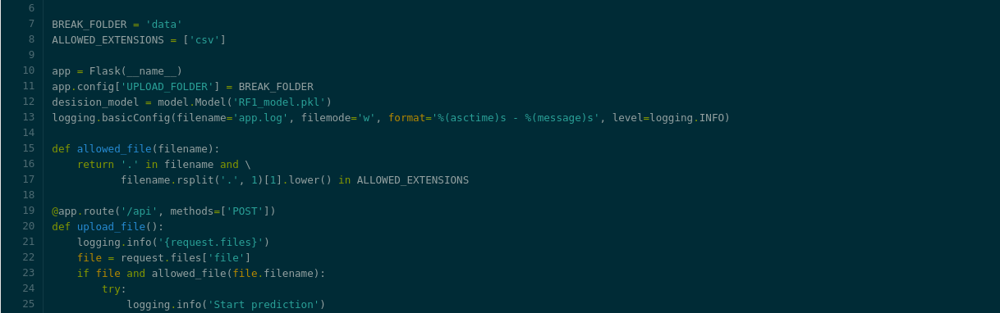 6
7 BREAK_FOLDER = 'data'
8 ALLOWED_EXTENSIONS = ['csv']
9
10 app = Flask(__name__)
11 app.config['UPLOAD_FOLDER'] = BREAK_FOLDER
12 desision_model = model.Model('RF1_model.pkl')
13 logging.basicConfig(filename='app.log', filemode='w', format='%(asctime)s - %(message)s', level=logging.INFO)
14
15 def allowed_file(filename):
16     return '.' in filename and \
17            filename.rsplit('.', 1)[1].lower() in ALLOWED_EXTENSIONS
18
19 @app.route('/api', methods=['POST'])
20 def upload_file():
21     logging.info('{request.files}')
22     file = request.files['file']
23     if file and allowed_file(file.filename):
24         try:
25             logging.info('Start prediction')